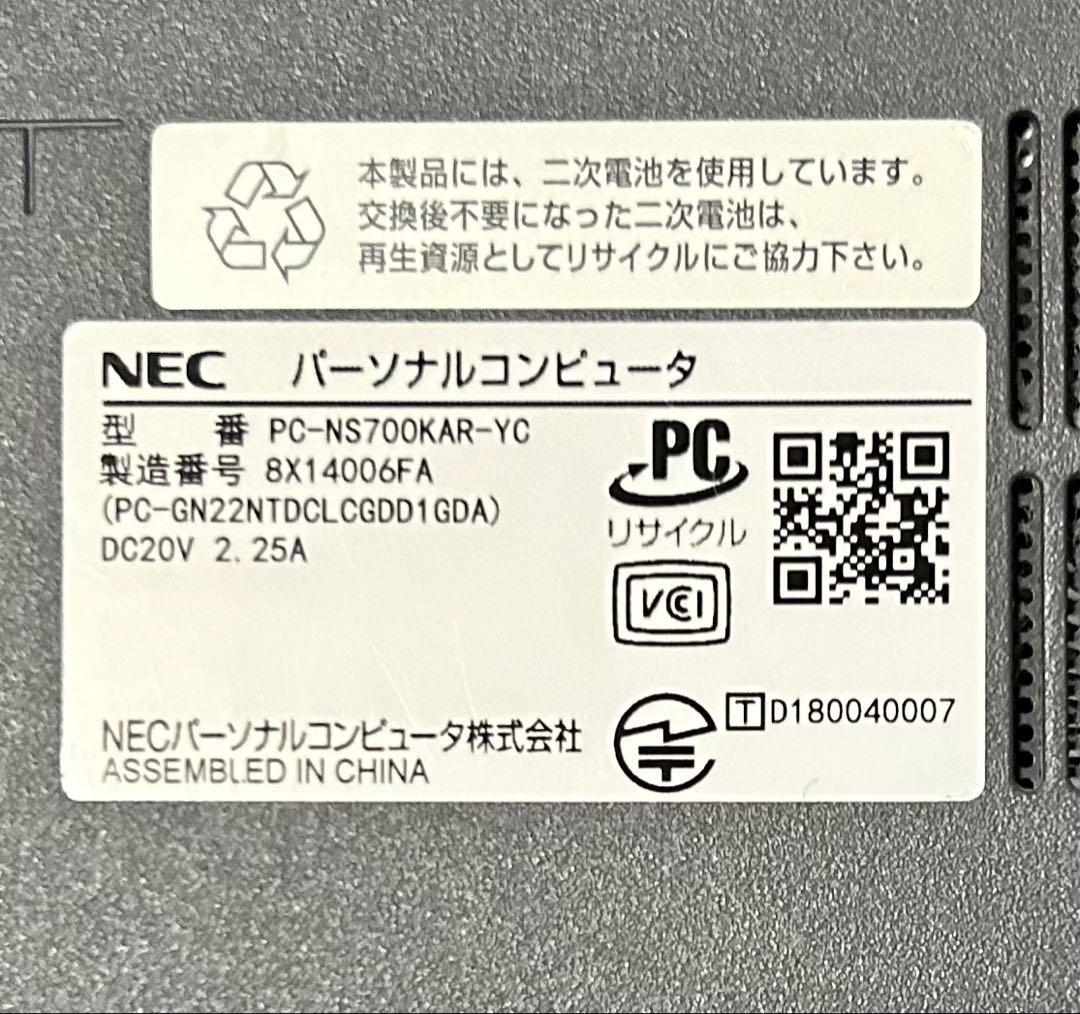 本製品には、二次電池を使用しています。
交換後不要になった二次電池は、
再生資源としてリサイクルにご協力下さい。
NEC パーソナルコンピュータ
型 番 PC-NS700KAR-YC
製造番号 8X14006FA
(PC-GN22NTDCLCGDD1GDA)
DC20V 2.25A
PC
リサイクル
VCCI
T D180040007
NECパーソナルコンピュータ株式会社
ASSEMBLED IN CHINA